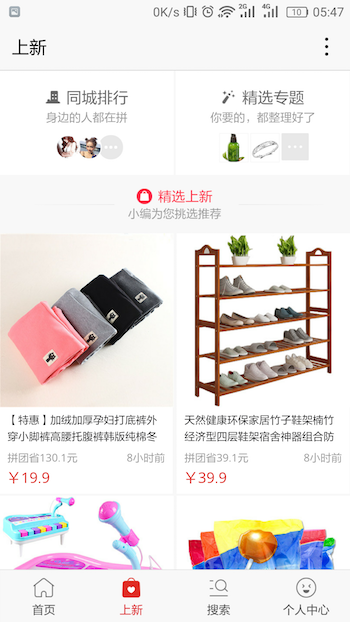 0K/s 2G 4G 10 05:47
上新
同城排行
身边的人都在拼
精选专题
你要的，都整理好了
精选上新
小编为您挑选推荐
【特惠】加绒加厚孕妇打底裤外
穿小脚裤高腰托腹裤韩版纯棉冬
拼团省130.1元 8小时前
￥19.9
天然健康环保家居竹子鞋架楠竹
经济型四层鞋架宿舍神器组合防
拼团省39.1元 8小时前
￥39.9
首页
上新
搜索
个人中心